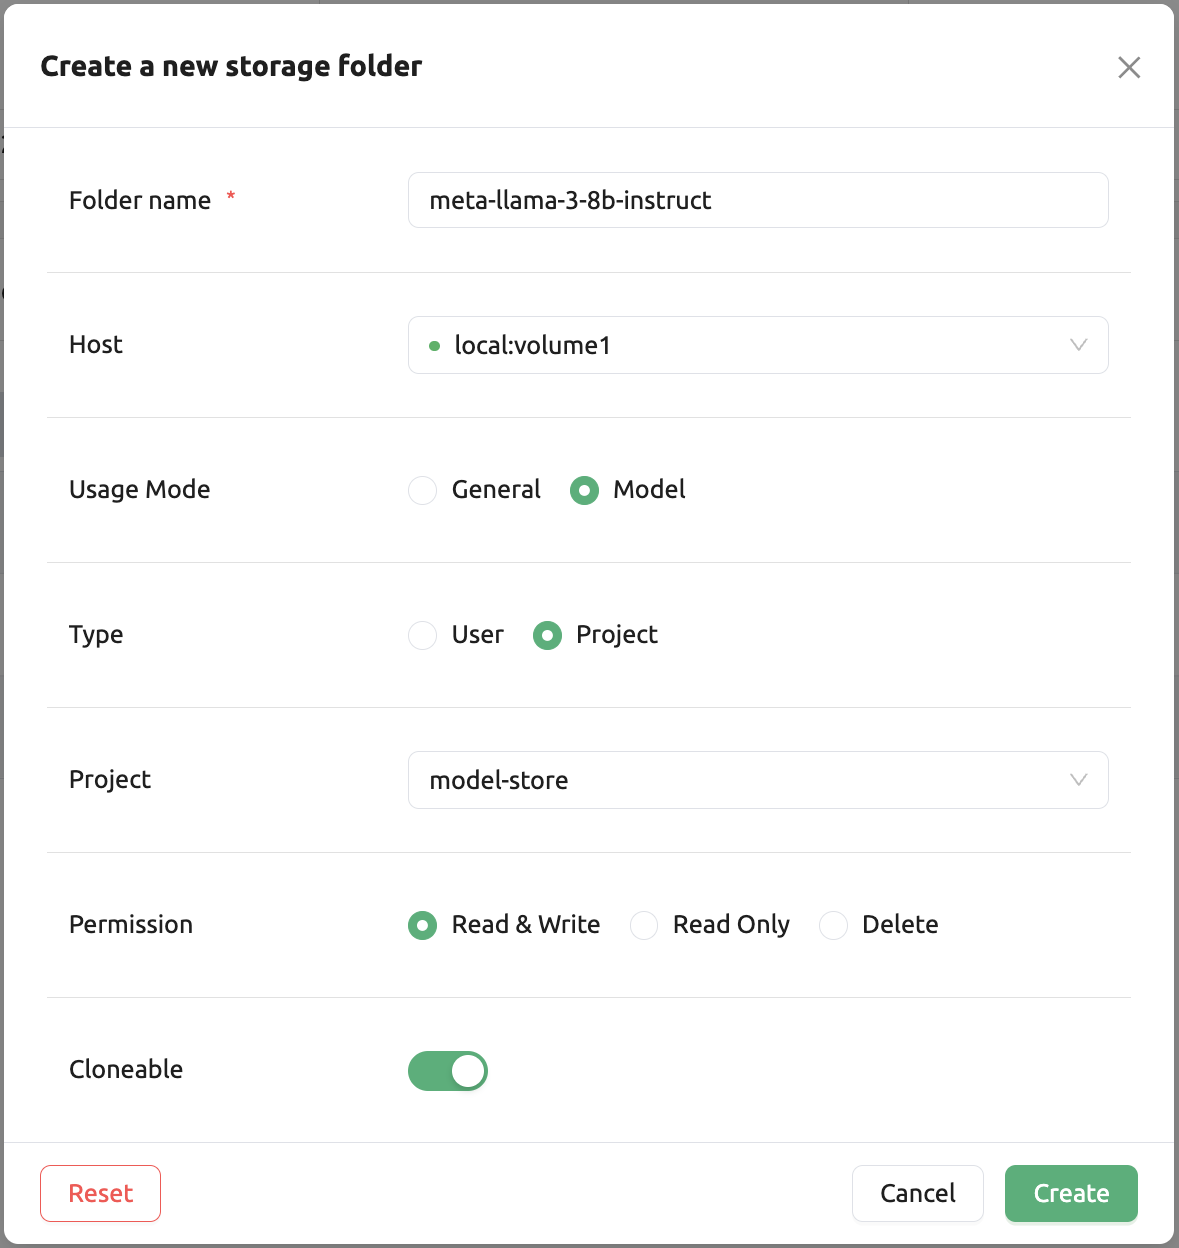 Create a new storage folder
Folder name *
meta-llama-3-8b-instruct
Host
local:volume1
Usage Mode
General Model
Type
User Project
Project
model-store
Permission
Read & Write Read Only Delete
Cloneable
Reset Cancel Create